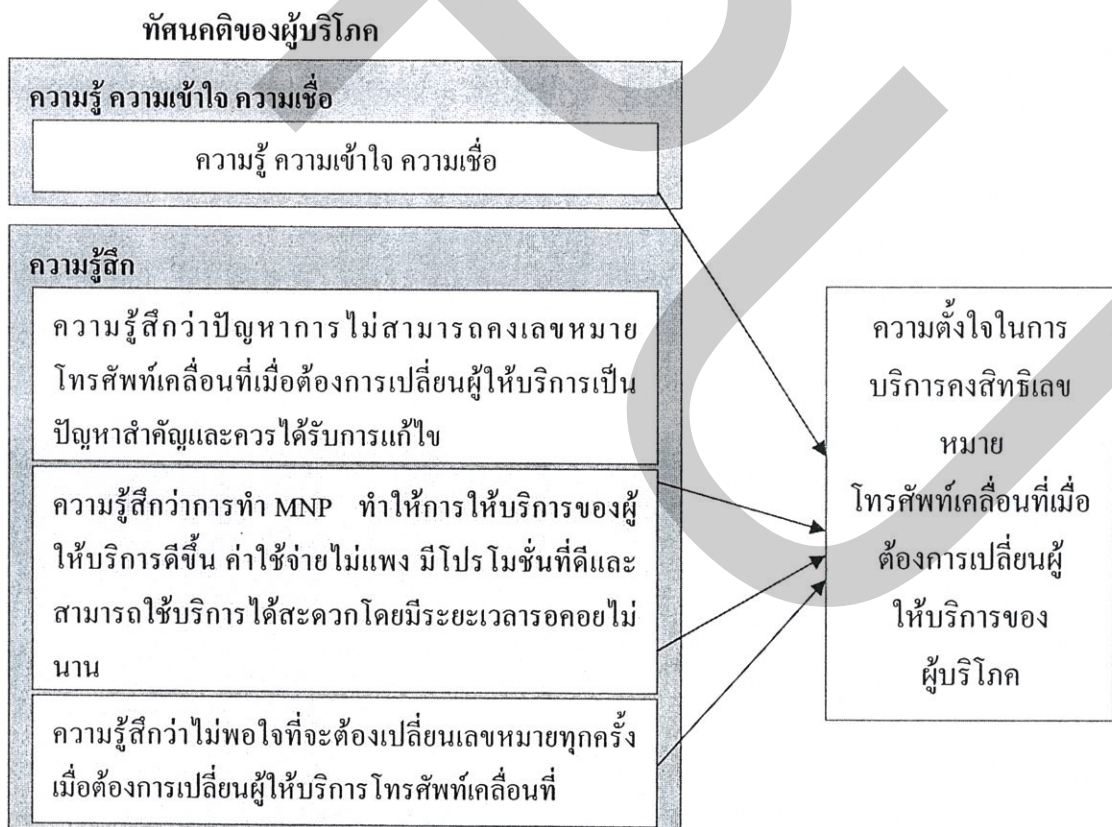 ทัศนคติของผู้บริโภค
ความรู้ ความเข้าใจ ความเชื่อ
ความรู้ ความเข้าใจ ความเชื่อ
ความรู้สึก
ความรู้สึกว่าปัญหาการไม่สามารถคงเลขหมาย
โทรศัพท์เคลื่อนที่เมื่อต้องการเปลี่ยนผู้ให้บริการเป็น
ปัญหาสำคัญและควรได้รับการแก้ไข
ความรู้สึกว่าการทำ MNP ทำให้การให้บริการของผู้
ให้บริการดีขึ้น ค่าใช้จ่ายไม่แพง มีโปรโมชั่นที่ดีและ
สามารถใช้บริการได้สะดวกโดยมีระยะเวลารอคอยไม่
นาน
ความรู้สึกว่าไม่พอใจที่จะต้องเปลี่ยนเลขหมายทุกครั้ง
เมื่อต้องการเปลี่ยนผู้ให้บริการโทรศัพท์เคลื่อนที่
ความตั้งใจในการ
บริการคงสิทธิเลข
หมาย
โทรศัพท์เคลื่อนที่เมื่อ
ต้องการเปลี่ยนผู้
ให้บริการของ
ผู้บริโภค